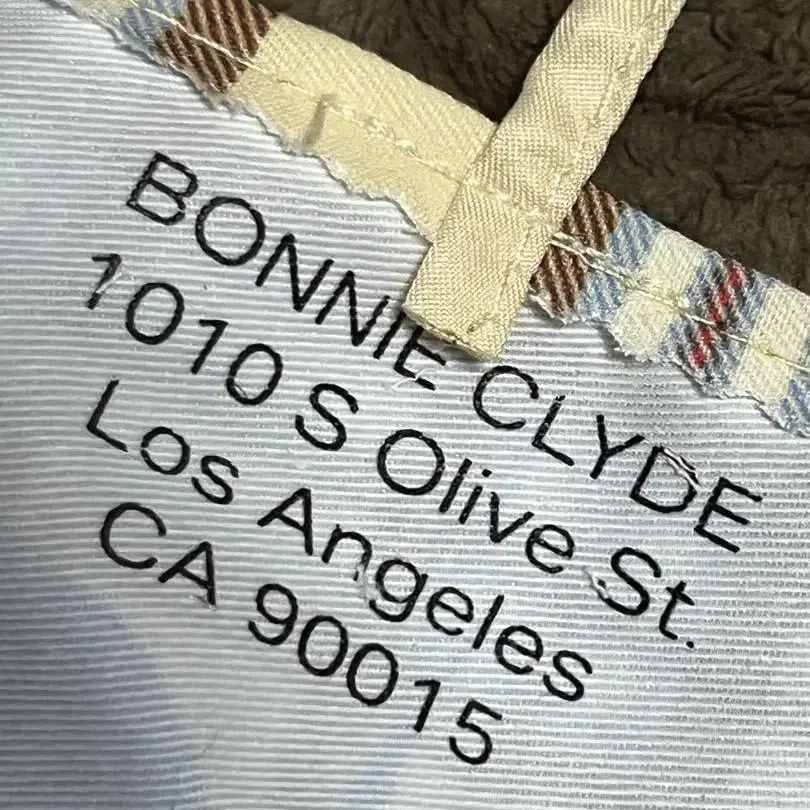 BONNIE CLYDE
1010 S Olive St.
Los Angeles
CA 90015